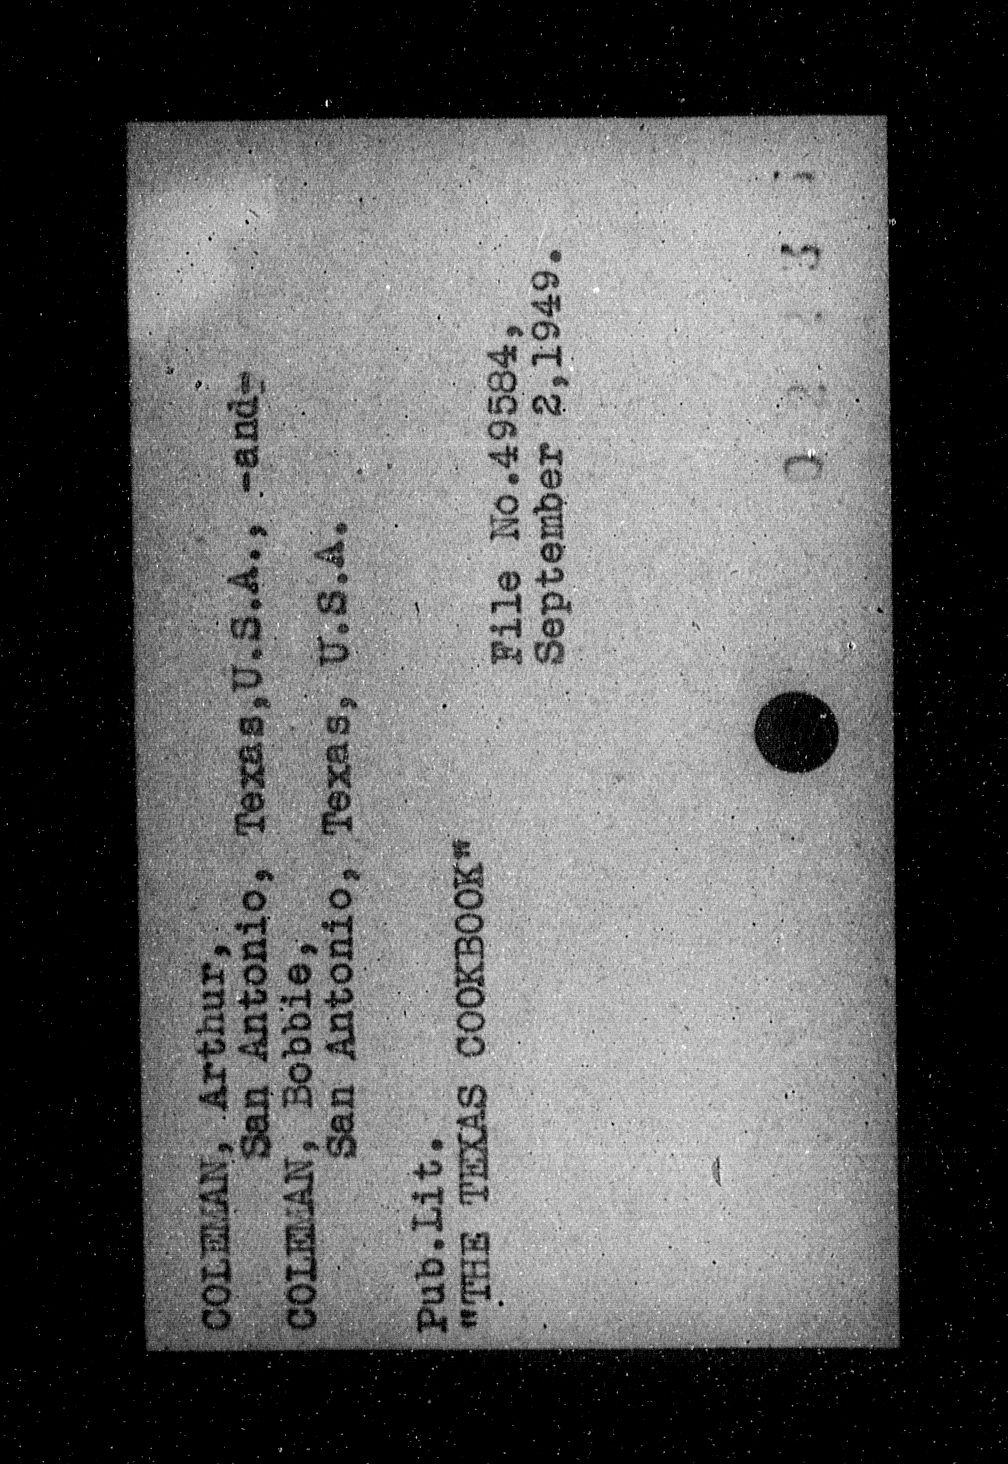 COLEMAN, Arthur,
San Antonio, Texas,U.S.A., -and-
COLEMAN, Bobbie,
San Antonio, Texas, U.S.A.
Pub.Lit.
"THE TEXAS COOKBOOK"
File No.49584,
September 2,1949.